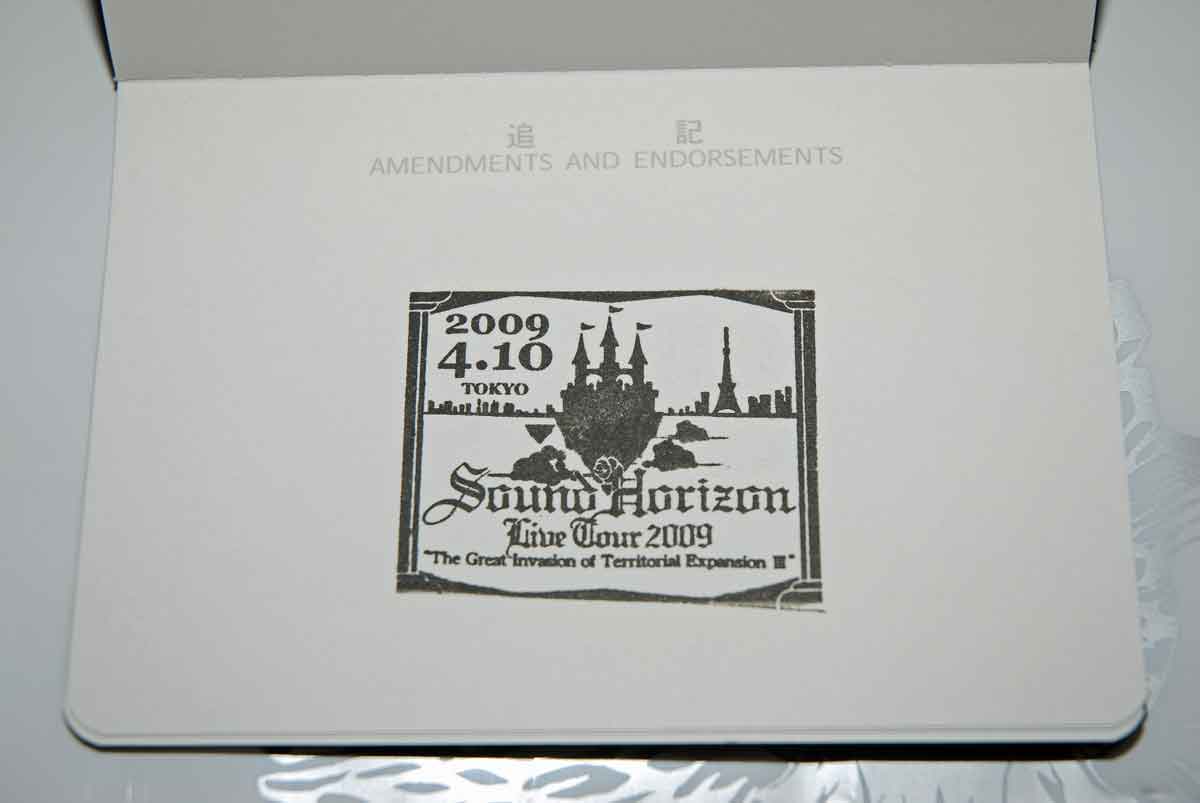 追 記
AMENDMENTS AND ENDORSEMENTS
2009
4.10
TOKYO
Sound Horizon
Live Tour 2009
"The Great Invasion of Territorial Expansion Ⅲ"